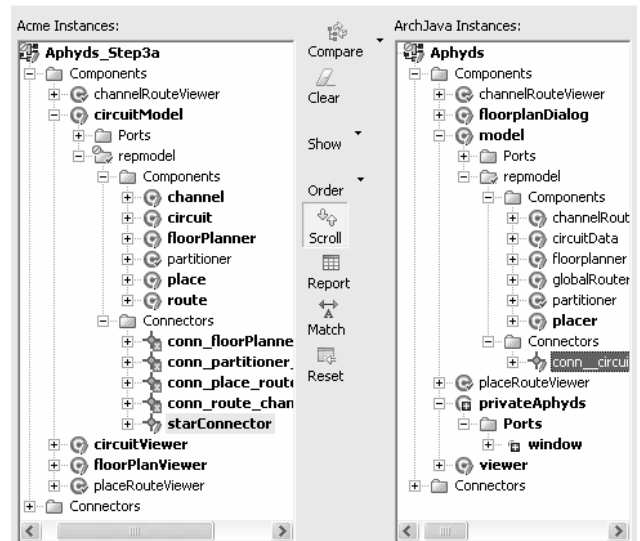 Acme Instances:
Aphyds_Step3a
Components
channelRouteViewer
circuitModel
Ports
repmodel
Components
channel
circuit
floorPlanner
partitioner
place
route
Connectors
conn_floorPlanne
conn_partitioner_
conn_place_route
conn_route_chan
starConnector
circuitViewer
floorPlanViewer
placeRouteViewer
Connectors
Compare
Clear
Show
Order
Scroll
Report
Match
Reset
ArchJava Instances:
Aphyds
Components
channelRouteViewer
floorplanDialog
model
Ports
repmodel
Components
channelRout
circuitData
floorplanner
globalRouter
partitioner
placer
Connectors
conn__circui
placeRouteViewer
privateAphyds
Ports
window
viewer
Connectors